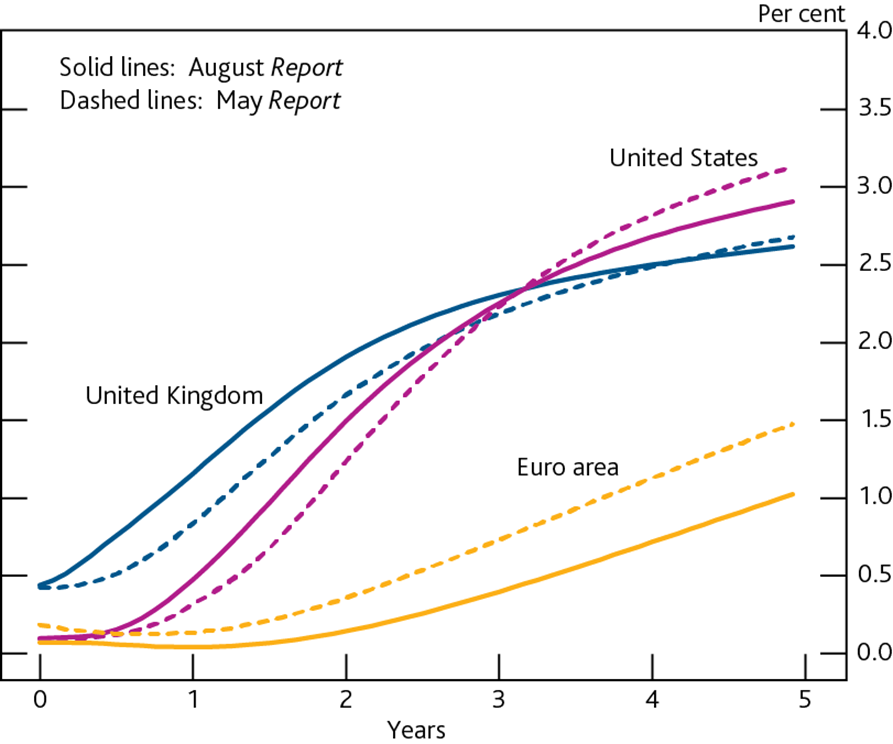 Per cent
Solid lines: August Report
Dashed lines: May Report
4.0
3.5
United States
3.0
2.5
2.0
United Kingdom
1.5
Euro area
1.0
0.5
0.0
0 1 2 3 4 5
Years